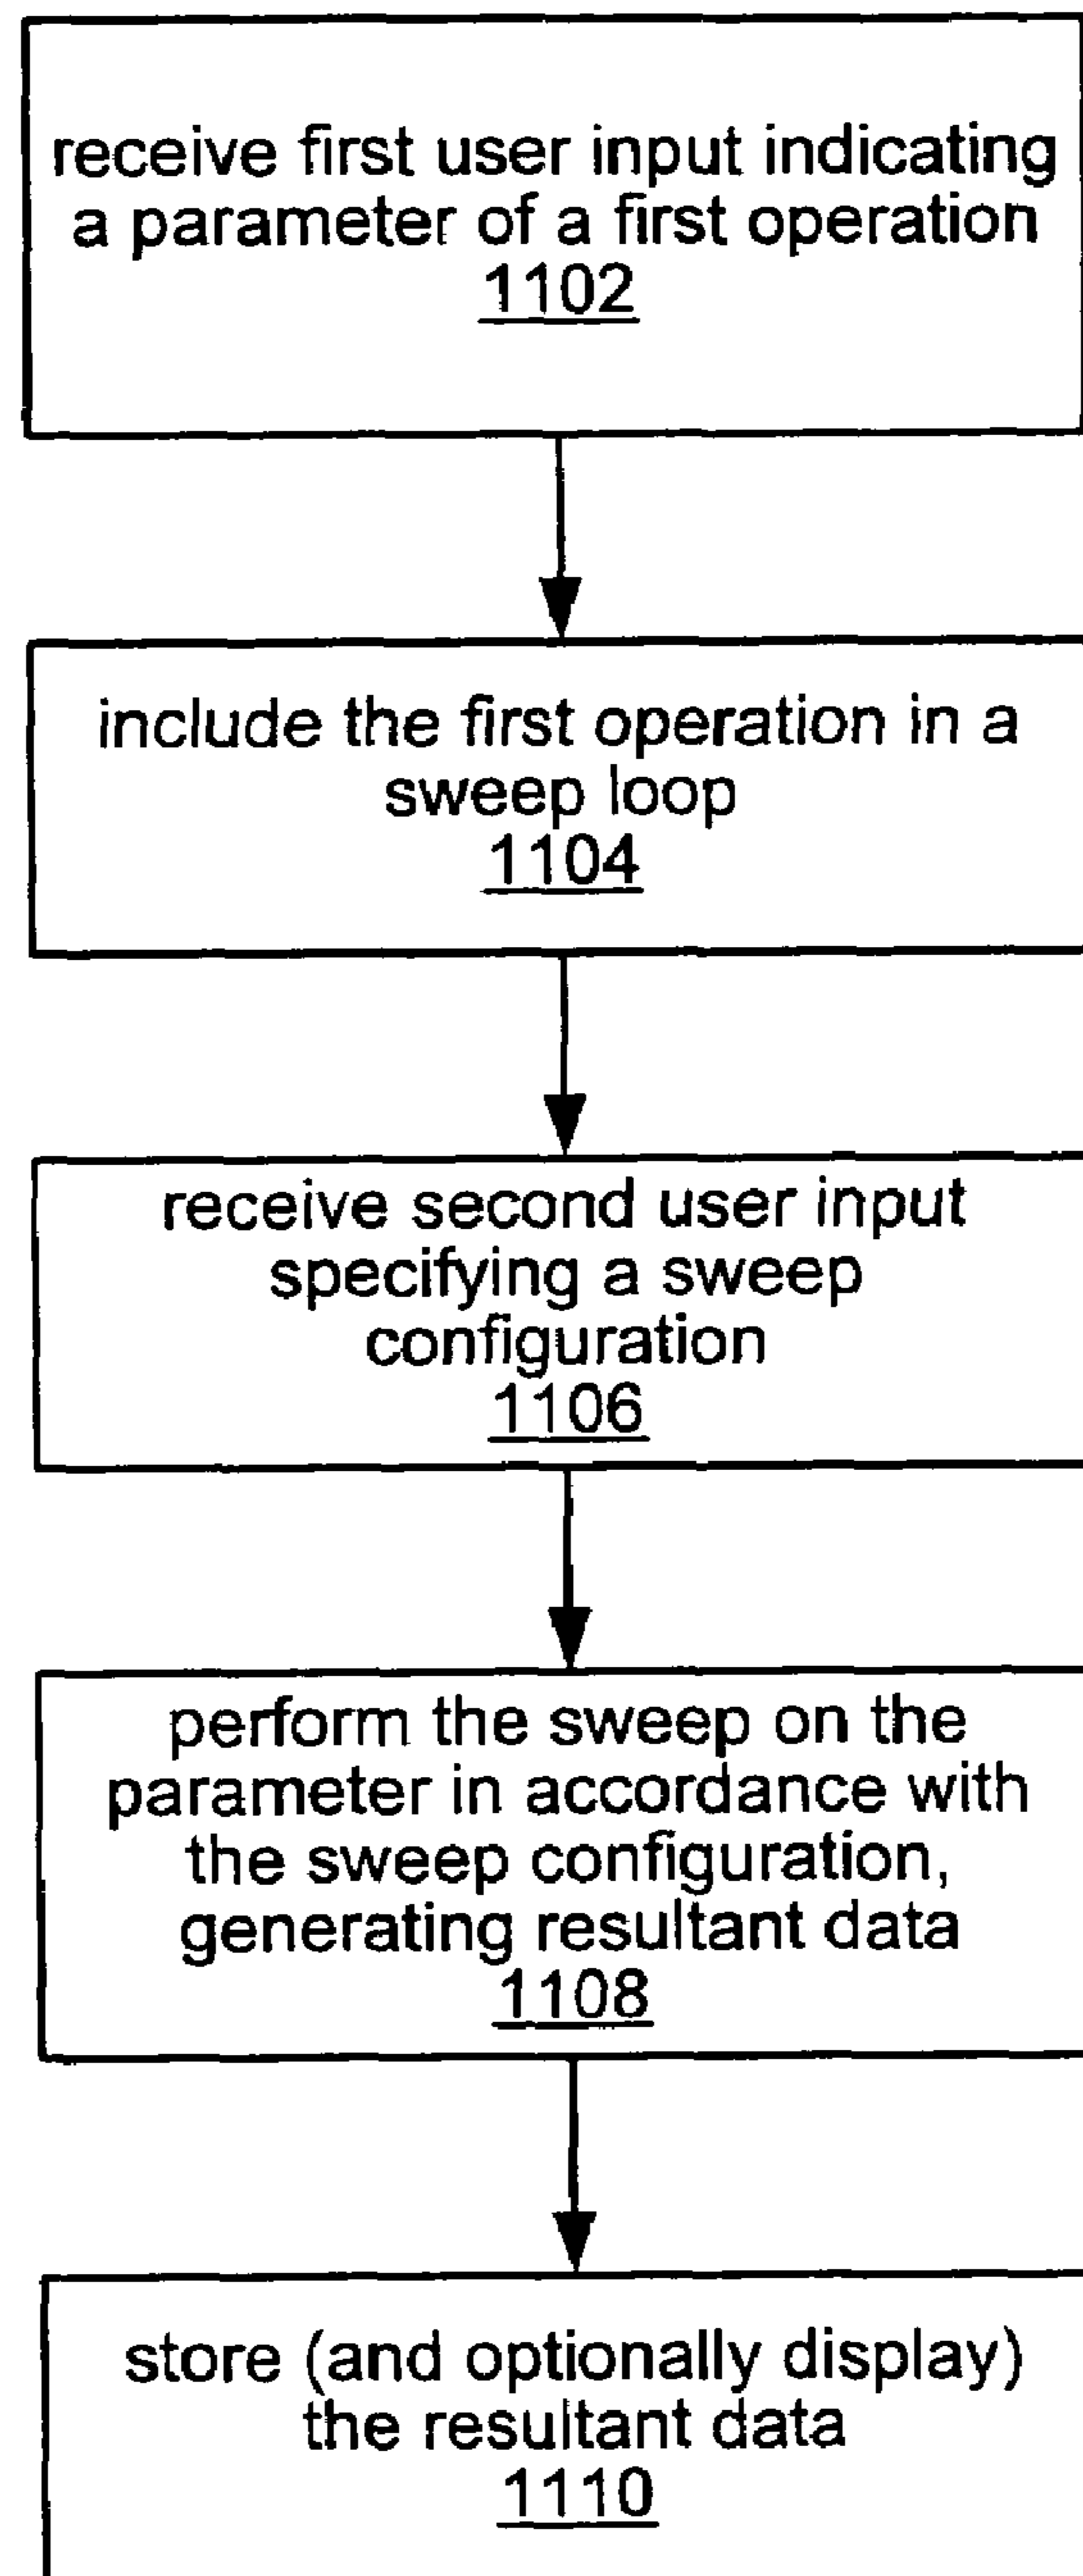 receive first user input indicating
a parameter of a first operation
1102
include the first operation in a
sweep loop
1104
receive second user input
specifying a sweep
configuration
1106
perform the sweep on the
parameter in accordance with
the sweep configuration,
generating resultant data
1108
store (and optionally display)
the resultant data
1110